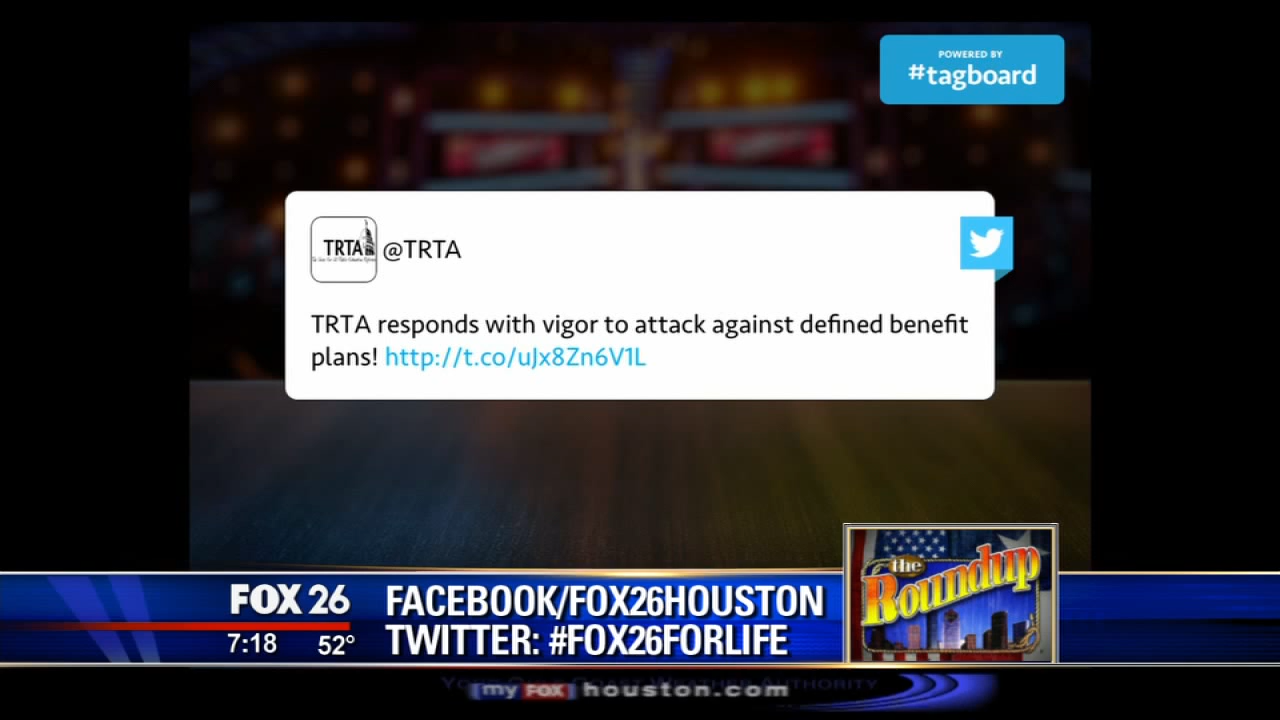 POWERED BY
#tagboard
TRTA
@TRTA
TRTA responds with vigor to attack against defined benefit
plans! http://t.co/uJx8Zn6V1L
the
Roundup
FOX 26
7:18 52°
FACEBOOK/FOX26HOUSTON
TWITTER: #FOX26FORLIFE
my FOX houston.com